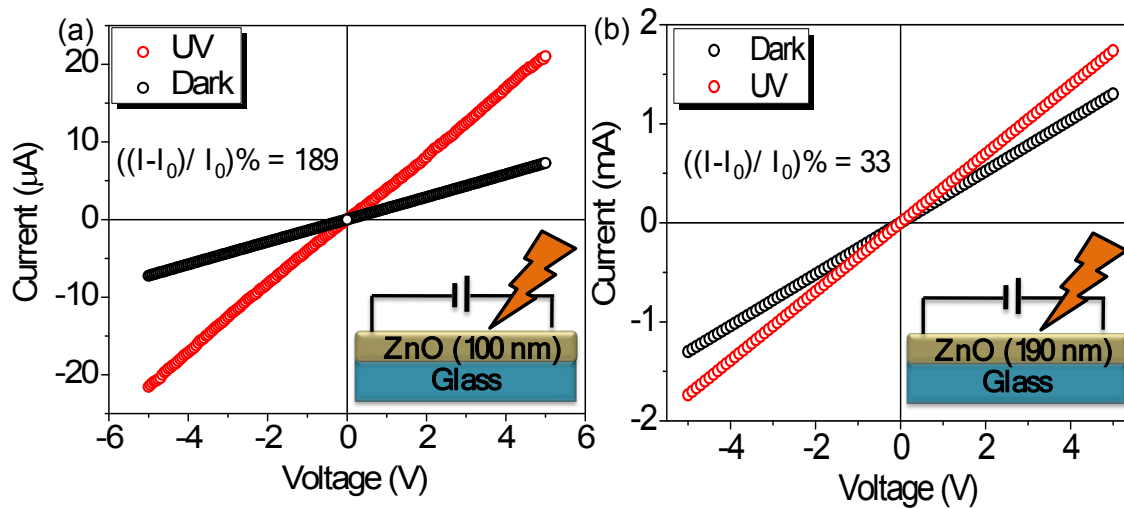 (a)
UV
Dark
((I-I₀)/ I₀)% = 189
Current (µA)
20
10
0
-10
-20
-6
-4
-2
0
2
4
6
Voltage (V)
ZnO (100 nm)
Glass
(b)
Dark
UV
((I-I₀)/ I₀)% = 33
Current (mA)
2
1
0
-1
-2
-4
-2
0
2
4
Voltage (V)
ZnO (190 nm)
Glass